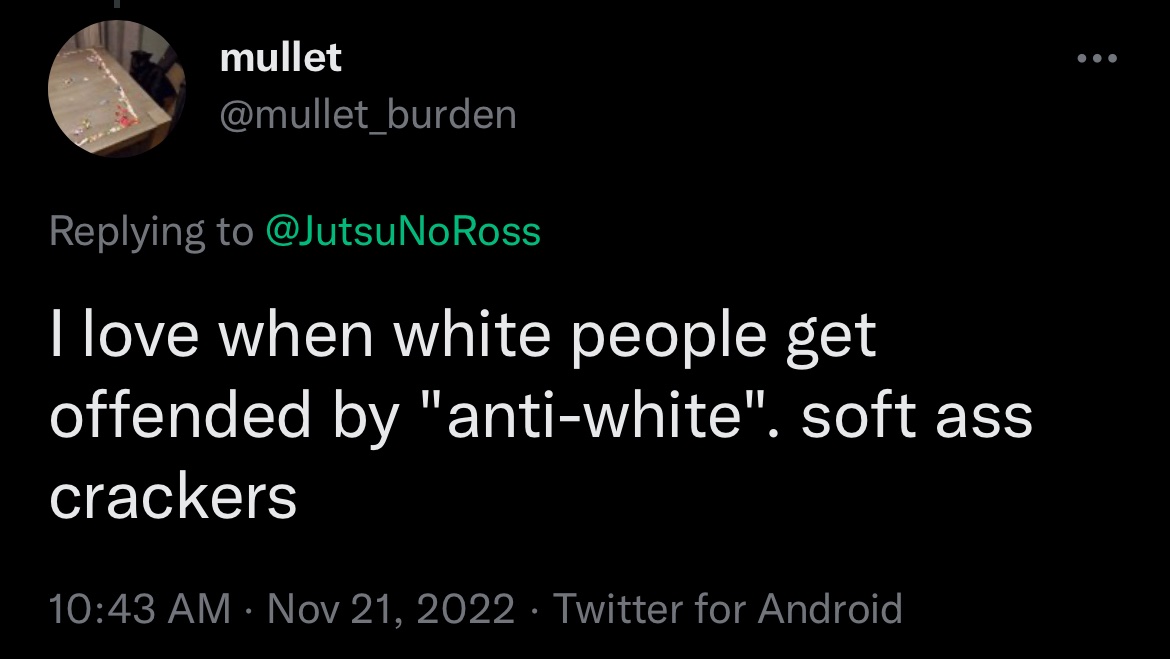 mullet
@mullet_burden
Replying to @JutsuNoRoss
I love when white people get
offended by "anti-white". soft ass
crackers
10:43 AM · Nov 21, 2022 · Twitter for Android